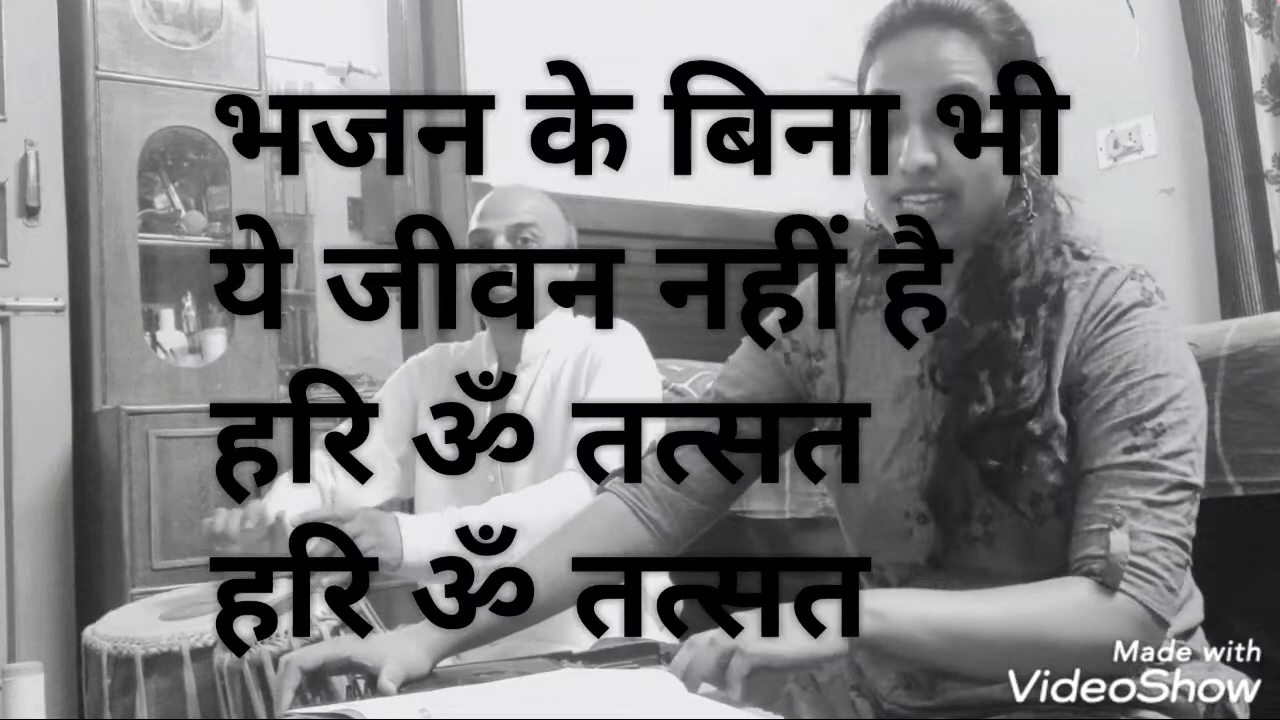 भजन के बिना भी
ये जीवन नहीं है
हरि ॐ तत्सत
हरि ॐ तत्सत
Made with
VideoShow